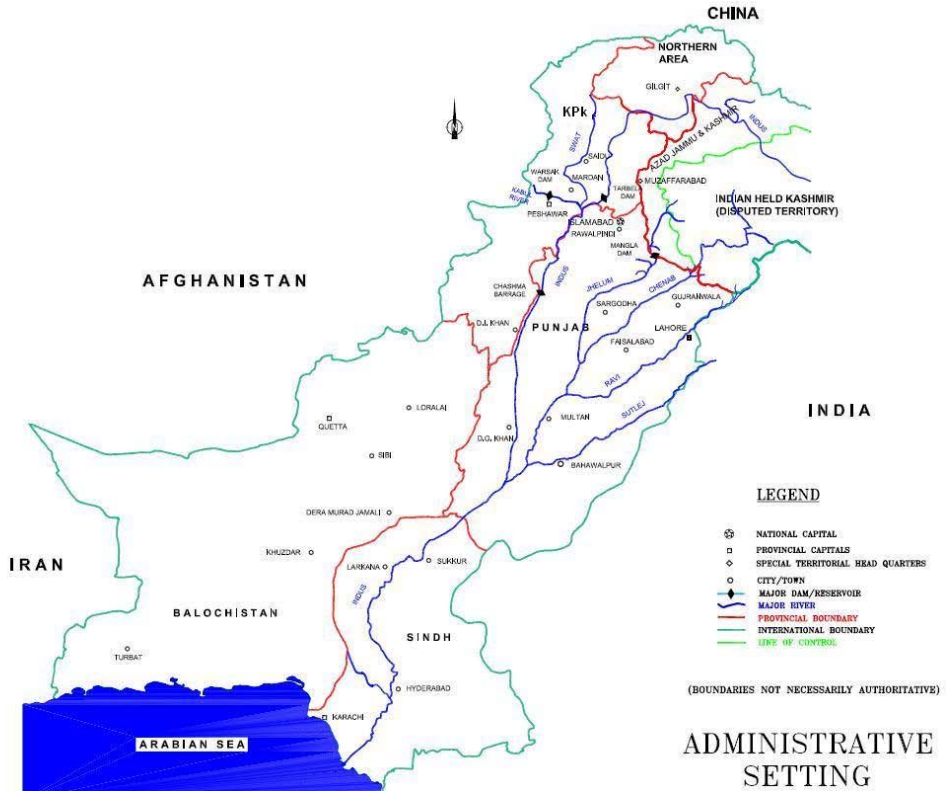 CHINA
NORTHERN
AREA
GILGIT
KPk
SWAT
INDUS
AZAD JAMMU & KASHMIR
SAIDU
WARSAK
DAM
MARDAN
TARBELA
DAM
MUZAFFARABAD
KABUL
RIVER
PESHAWAR
INDIAN HELD KASHMIR
(DISPUTED TERRITORY)
ISLAMABAD
RAWALPINDI
MANGLA
DAM
AFGHANISTAN
INDUS
CHASHMA
BARRAGE
JHELUM
CHENAB
SARGODHA
GUJRANWALA
D.I. KHAN
PUNJAB
LAHORE
FAISALABAD
RAVI
SUTLEJ
INDIA
LORALAI
QUETTA
MULTAN
D.G. KHAN
SIBI
BAHAWALPUR
DERA MURAD JAMALI
IRAN
KHUZDAR
LARKANA
SUKKUR
INDUS
BALOCHISTAN
SINDH
TURBAT
HYDERABAD
KARACHI
ARABIAN SEA
LEGEND
NATIONAL CAPITAL
PROVINCIAL CAPITALS
SPECIAL TERRITORIAL HEAD QUARTERS
CITY/TOWN
MAJOR DAM/RESERVOIR
MAJOR RIVER
PROVINCIAL BOUNDARY
INTERNATIONAL BOUNDARY
LINE OF CONTROL
(BOUNDARIES NOT NECESSARILY AUTHORITATIVE)
ADMINISTRATIVE
SETTING